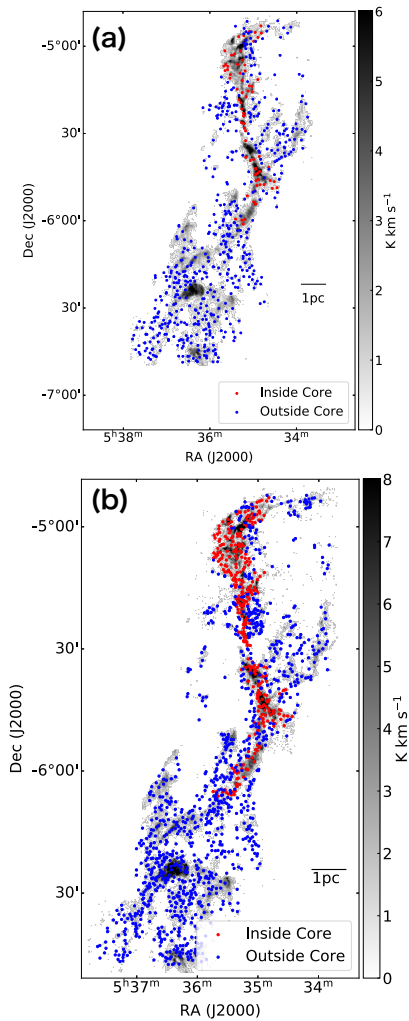 (a)
-5°00'
30'
-6°00'
30'
-7°00'
Dec (J2000)
5ʰ38ᵐ 36ᵐ 34ᵐ
RA (J2000)
1pc
Inside Core
Outside Core
6
5
4
3
2
1
0
K km s⁻¹
(b)
-5°00'
30'
-6°00'
30'
Dec (J2000)
5ʰ37ᵐ 36ᵐ 35ᵐ 34ᵐ
RA (J2000)
1pc
Inside Core
Outside Core
8
7
6
5
4
3
2
1
0
K km s⁻¹